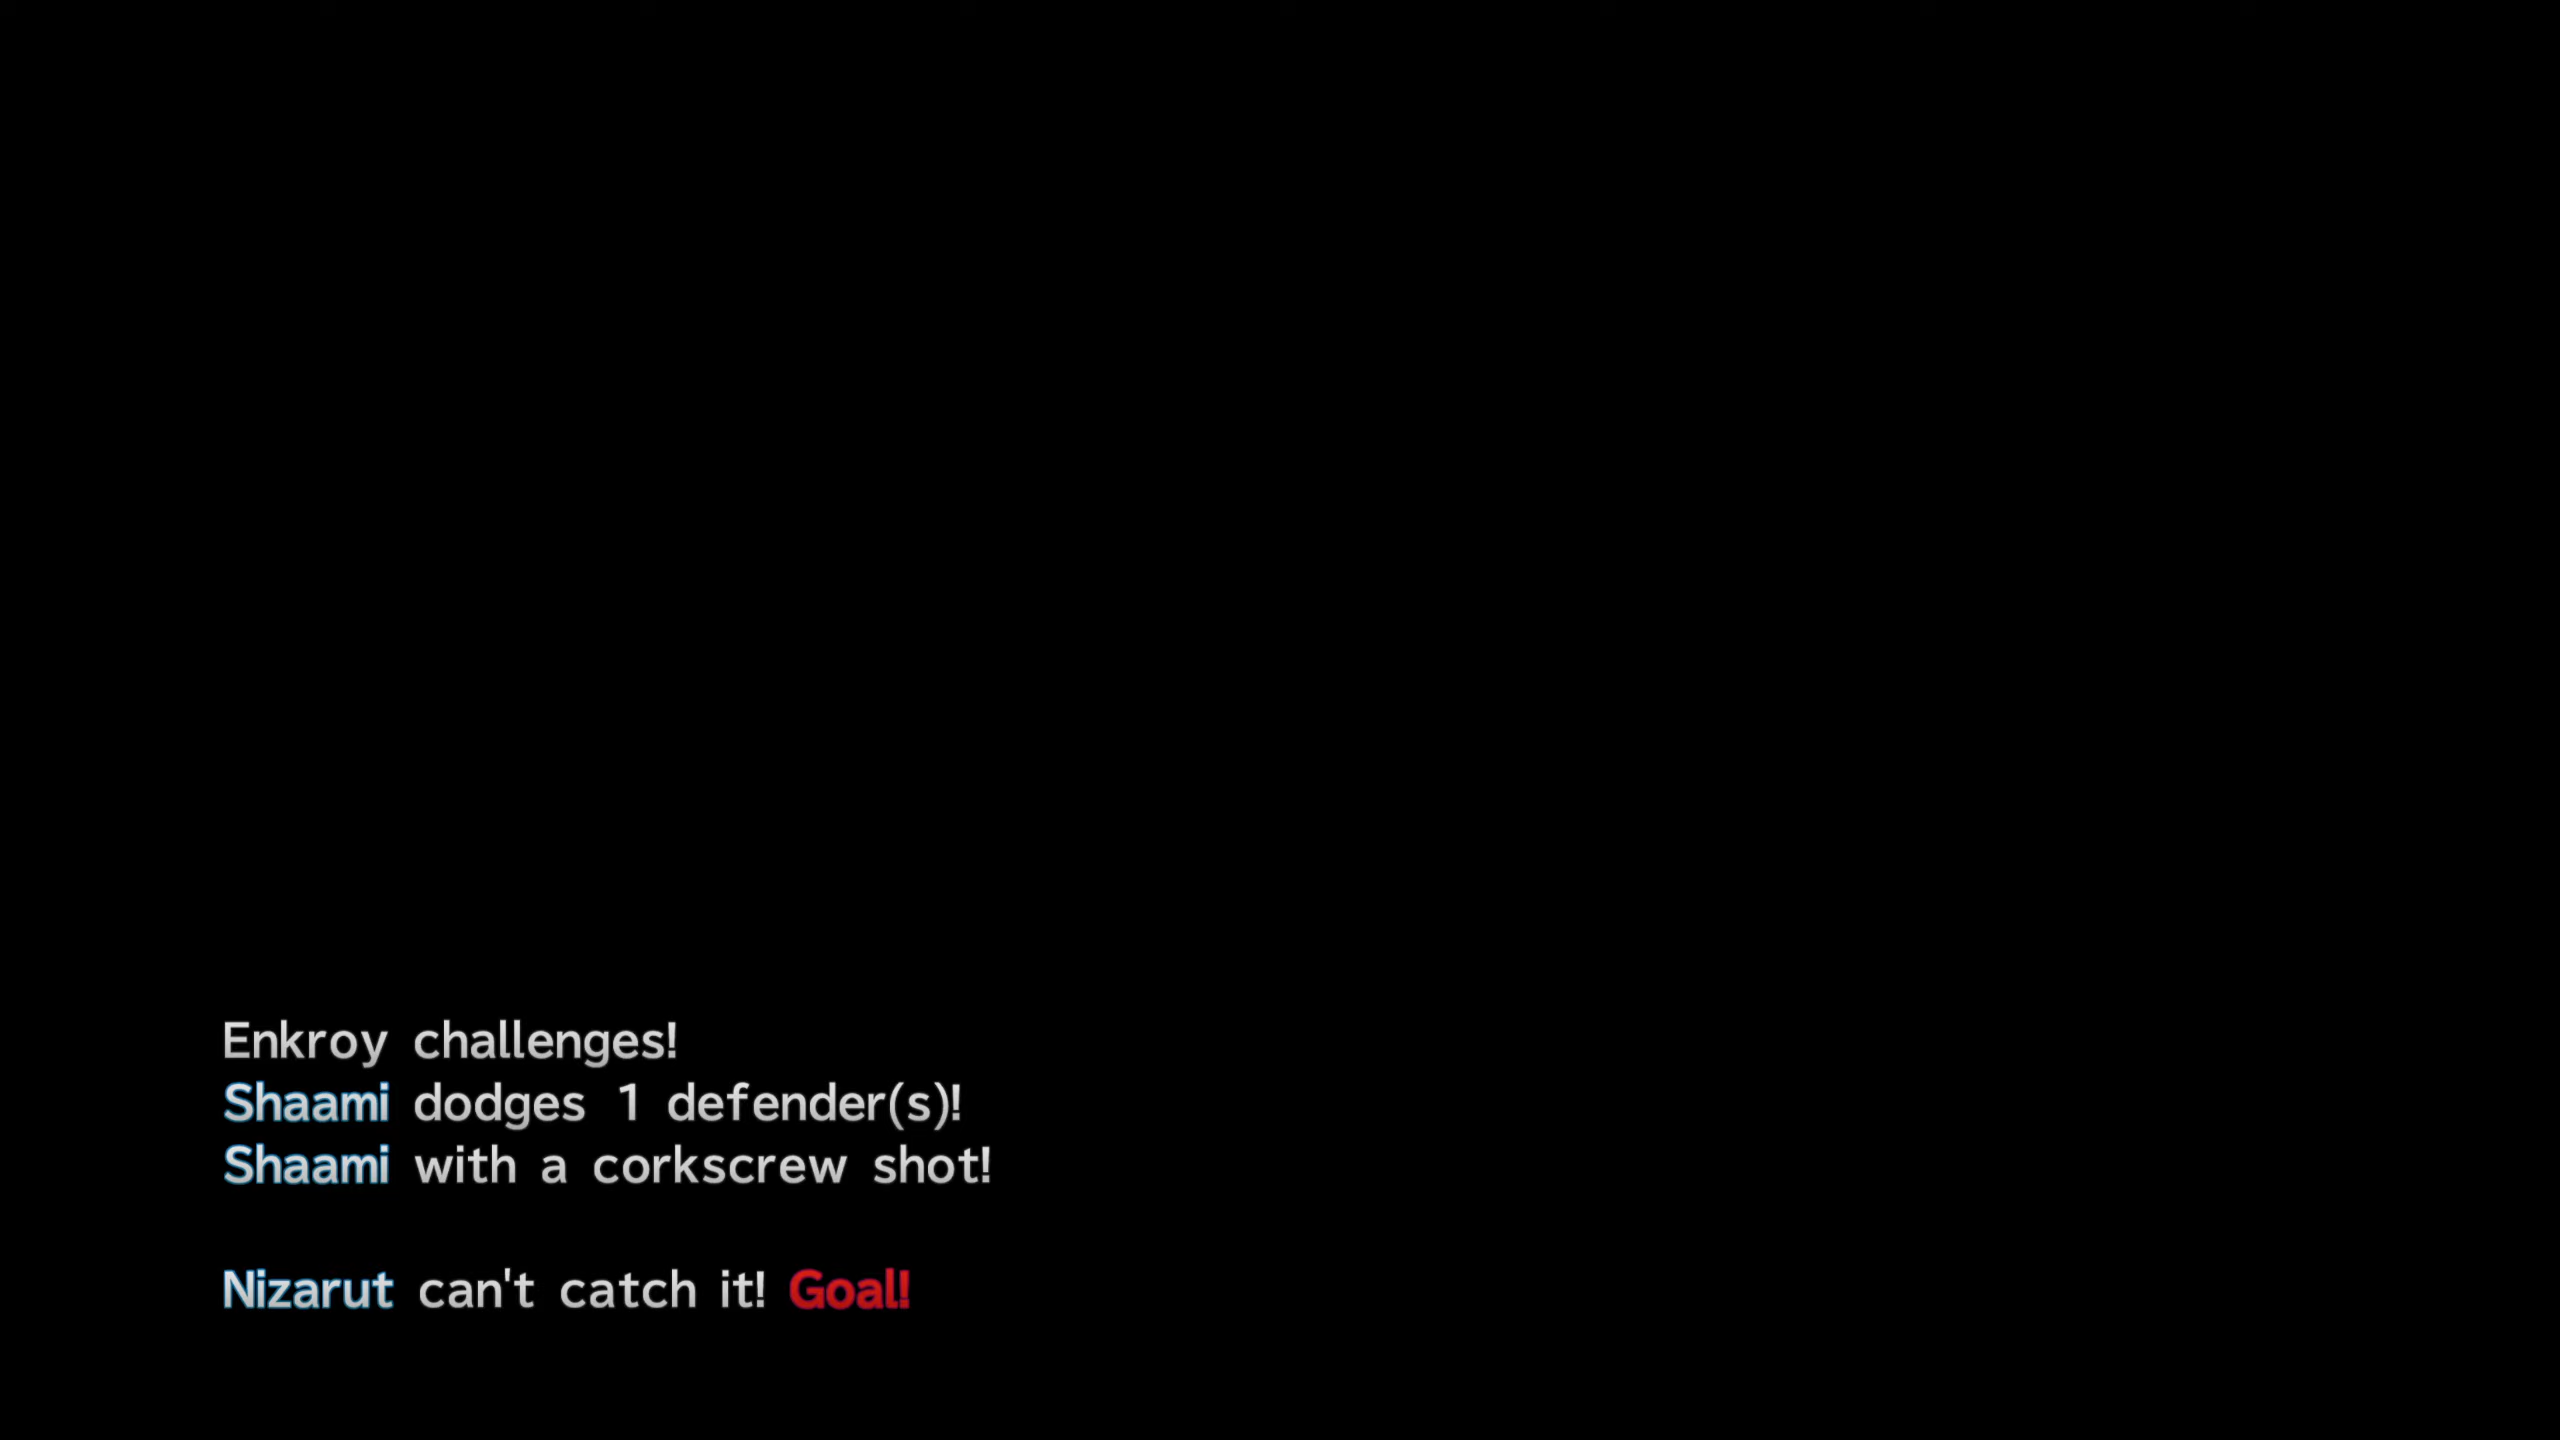 Enkroy challenges!
Shaami dodges 1 defender(s)!
Shaami with a corkscrew shot!
Nizarut can't catch it! Goal!